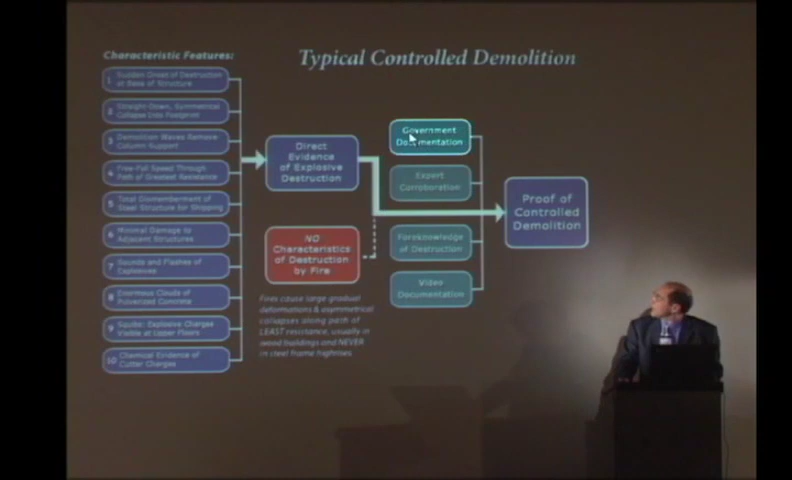 Characteristic Features:
Typical Controlled Demolition
1 Sudden Onset of Destruction
at Base of Structure
2 Straight-Down, Symmetrical
Collapse Into Footprint
3 Demolition Waves Remove
Column Support
4 Free-Fall Speed Through
Path of Greatest Resistance
5 Total Dismemberment of
Steel Structure for Shipping
6 Minimal Damage to
Adjacent Structures
7 Sounds and Flashes of
Explosives
8 Enormous Clouds of
Pulverized Concrete
9 Squibs: Explosive Charges
Visible at Upper Floors
10 Chemical Evidence of
Cutter Charges
Direct
Evidence
of Explosive
Destruction
NO
Characteristics
of Destruction
by Fire
Fires cause large gradual
deformations & asymmetrical
collapses along path of
LEAST resistance, usually in
wood buildings and NEVER
in steel frame highrises.
Government
Documentation
Expert
Corroboration
Foreknowledge
of Destruction
Video
Documentation
Proof of
Controlled
Demolition